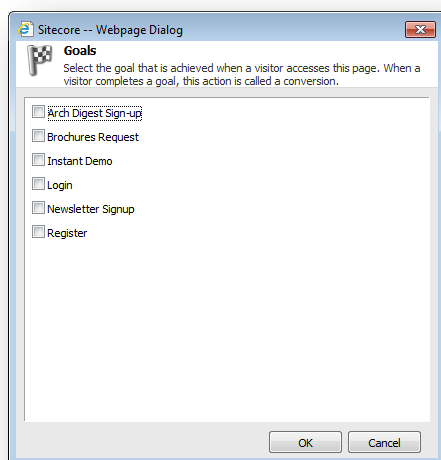 Sitecore -- Webpage Dialog
Goals
Select the goal that is achieved when a visitor accesses this page. When a
visitor completes a goal, this action is called a conversion.
Arch Digest Sign-up
Brochures Request
Instant Demo
Login
Newsletter Signup
Register
OK Cancel